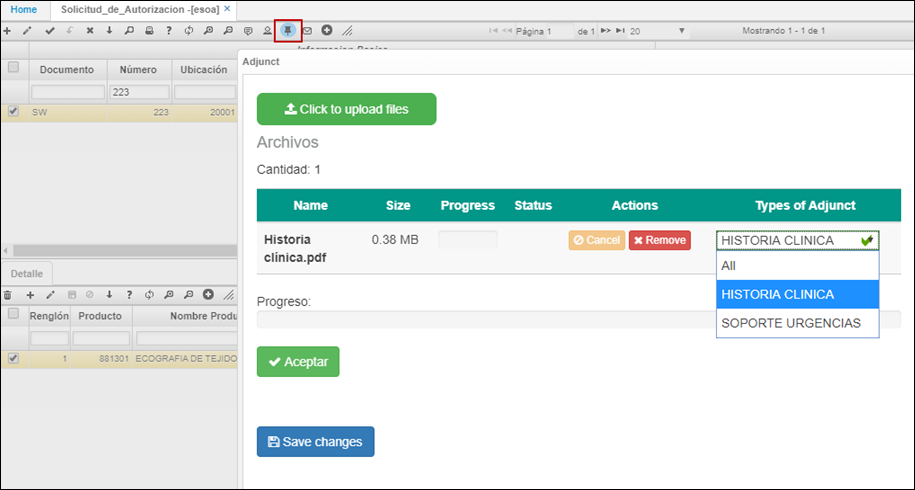 Home Solicitud_de_Autorizacion -[esoa] ×
Página 1 de 1 20 Mostrando 1 - 1 de 1
Adjunct
Documento Número Ubicación
223
SW 223 20001
Click to upload files
Archivos
Cantidad: 1
Name Size Progress Status Actions Types of Adjunct
Historia clínica.pdf 0.38 MB Cancel Remove HISTORIA CLINICA
All
HISTORIA CLINICA
SOPORTE URGENCIAS
Progreso:
Aceptar
Save changes
Detalle
Renglón Producto Nombre Produ
1 881301 ECOGRAFIA DE TEJIDO